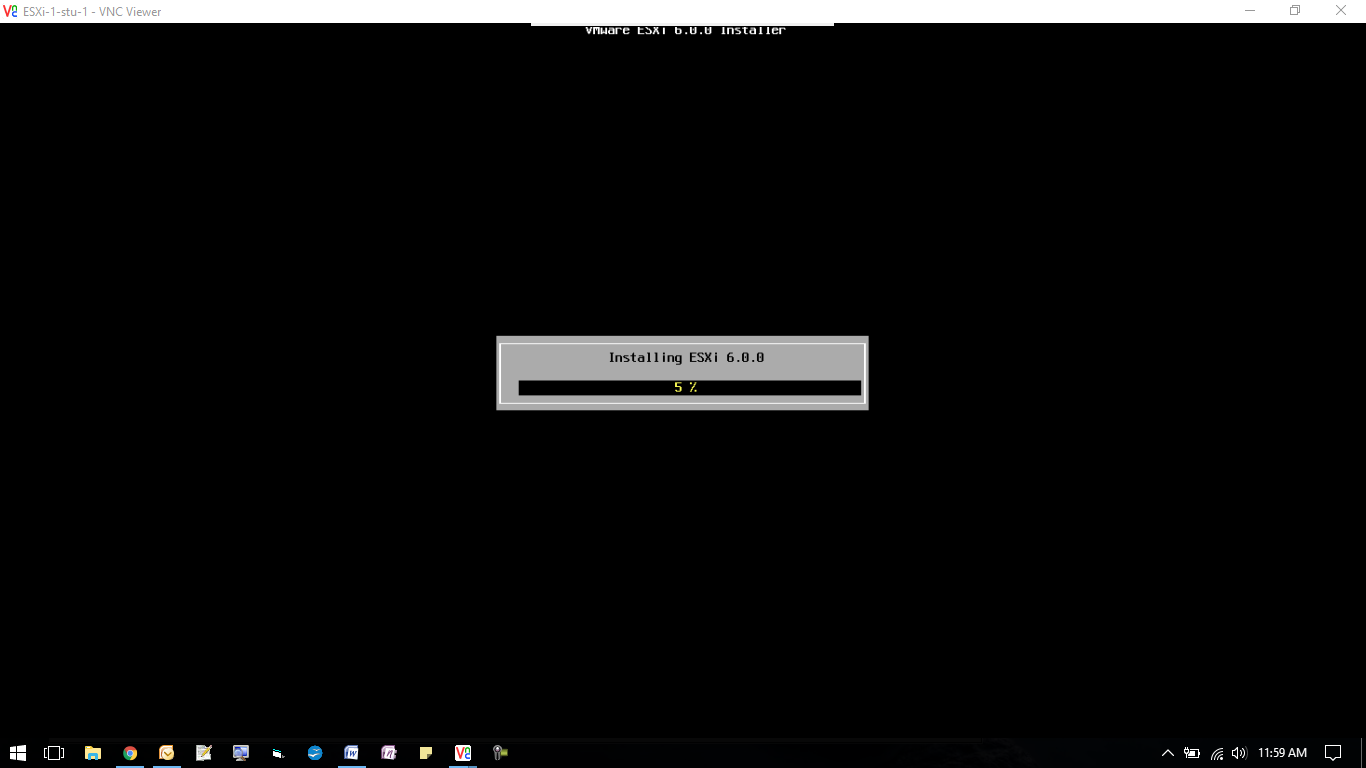 ESXi-1-stu-1 - VNC Viewer
VMware ESXi 6.0.0 Installer
Installing ESXi 6.0.0
5 %
11:59 AM